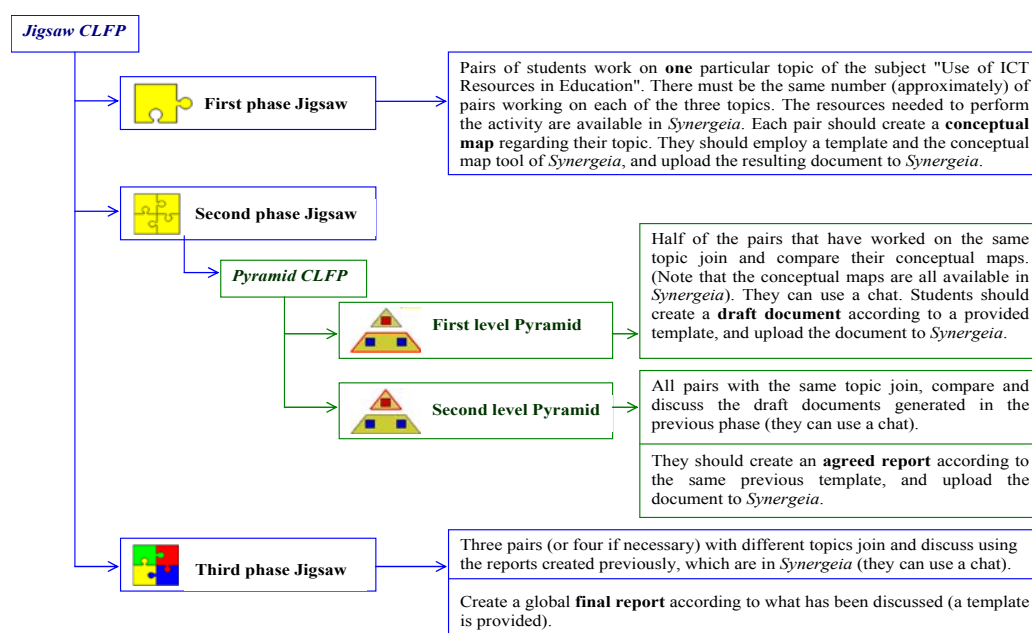 Jigsaw CLFP
First phase Jigsaw
Pairs of students work on one particular topic of the subject "Use of ICT
Resources in Education". There must be the same number (approximately) of
pairs working on each of the three topics. The resources needed to perform
the activity are available in Synergeia. Each pair should create a conceptual
map regarding their topic. They should employ a template and the conceptual
map tool of Synergeia, and upload the resulting document to Synergeia.
Second phase Jigsaw
Pyramid CLFP
First level Pyramid
Half of the pairs that have worked on the same
topic join and compare their conceptual maps.
(Note that the conceptual maps are all available in
Synergeia). They can use a chat. Students should
create a draft document according to a provided
template, and upload the document to Synergeia.
Second level Pyramid
All pairs with the same topic join, compare and
discuss the draft documents generated in the
previous phase (they can use a chat).
They should create an agreed report according to
the same previous template, and upload the
document to Synergeia.
Third phase Jigsaw
Three pairs (or four if necessary) with different topics join and discuss using
the reports created previously, which are in Synergeia (they can use a chat).
Create a global final report according to what has been discussed (a template
is provided).